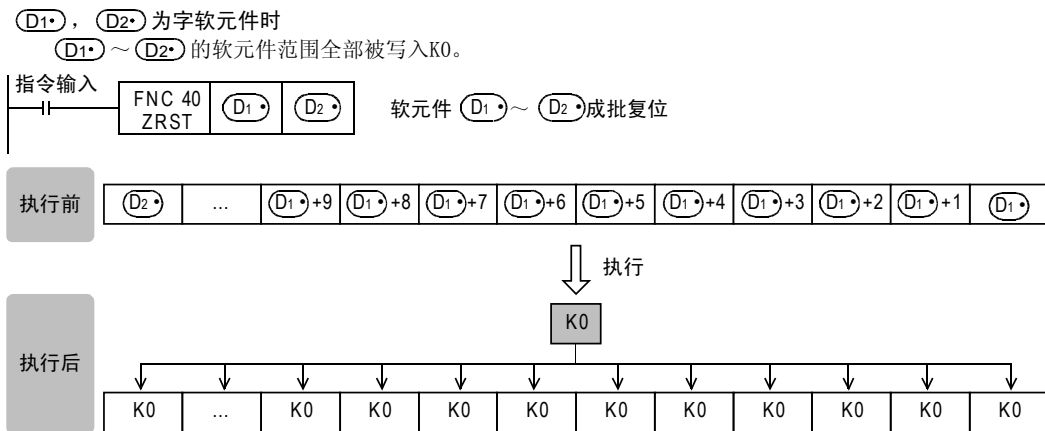 D1•，D2•为字软元件时
D1•～D2•的软元件范围全部被写入K0。
指令输入
FNC 40 ZRST D1• D2• 软元件 D1•～D2•成批复位
执行前 D2• ... D1•+9 D1•+8 D1•+7 D1•+6 D1•+5 D1•+4 D1•+3 D1•+2 D1•+1 D1•
执行
K0
执行后
K0 ... K0 K0 K0 K0 K0 K0 K0 K0 K0 K0